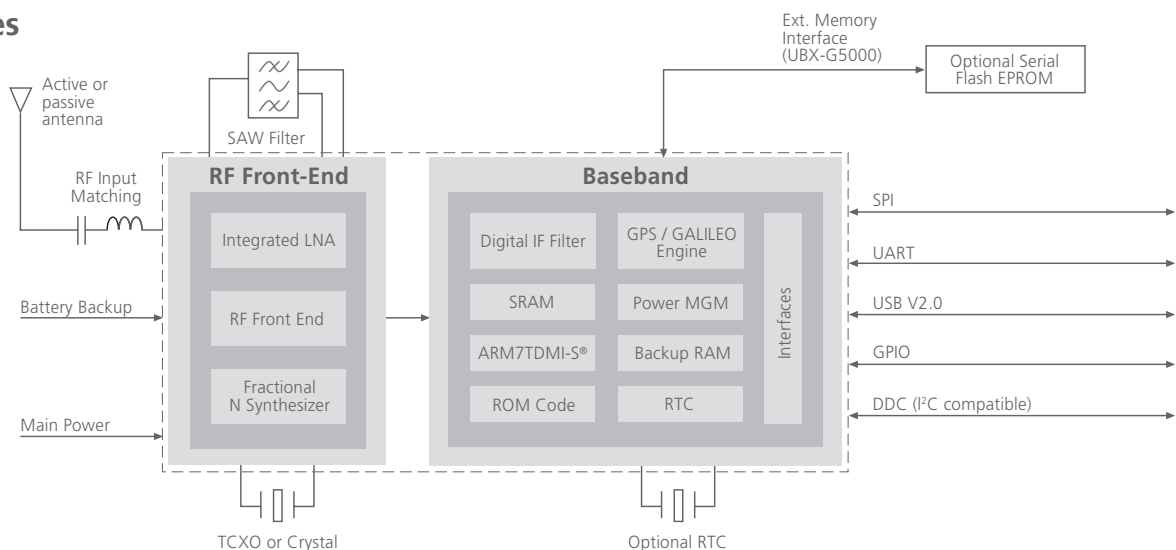 es
Ext. Memory
Interface
(UBX-G5000)
Optional Serial
Flash EPROM
Active or
passive
antenna
SAW Filter
RF Input
Matching
RF Front-End
Baseband
Integrated LNA
RF Front End
Fractional
N Synthesizer
Digital IF Filter
GPS / GALILEO
Engine
SRAM
Power MGM
ARM7TDMI-S®
Backup RAM
ROM Code
RTC
Interfaces
Battery Backup
Main Power
SPI
UART
USB V2.0
GPIO
DDC (I²C compatible)
TCXO or Crystal
Optional RTC